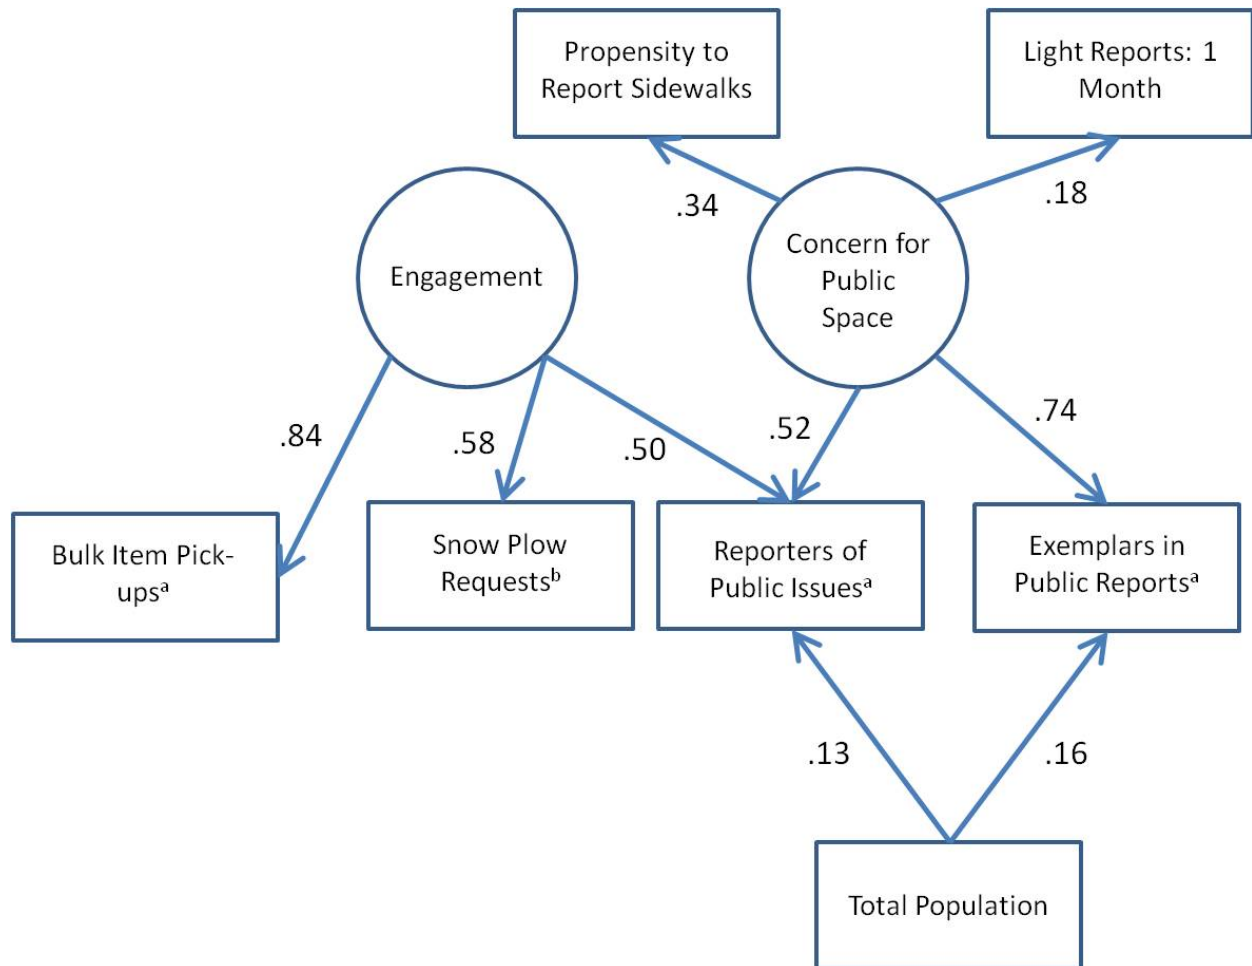 Propensity to
Report Sidewalks
Light Reports: 1
Month
.34
.18
Engagement
Concern for
Public
Space
.84
.58
.50
.52
.74
Bulk Item Pick-
upsᵃ
Snow Plow
Requestsᵇ
Reporters of
Public Issuesᵃ
Exemplars in
Public Reportsᵃ
.13
.16
Total Population